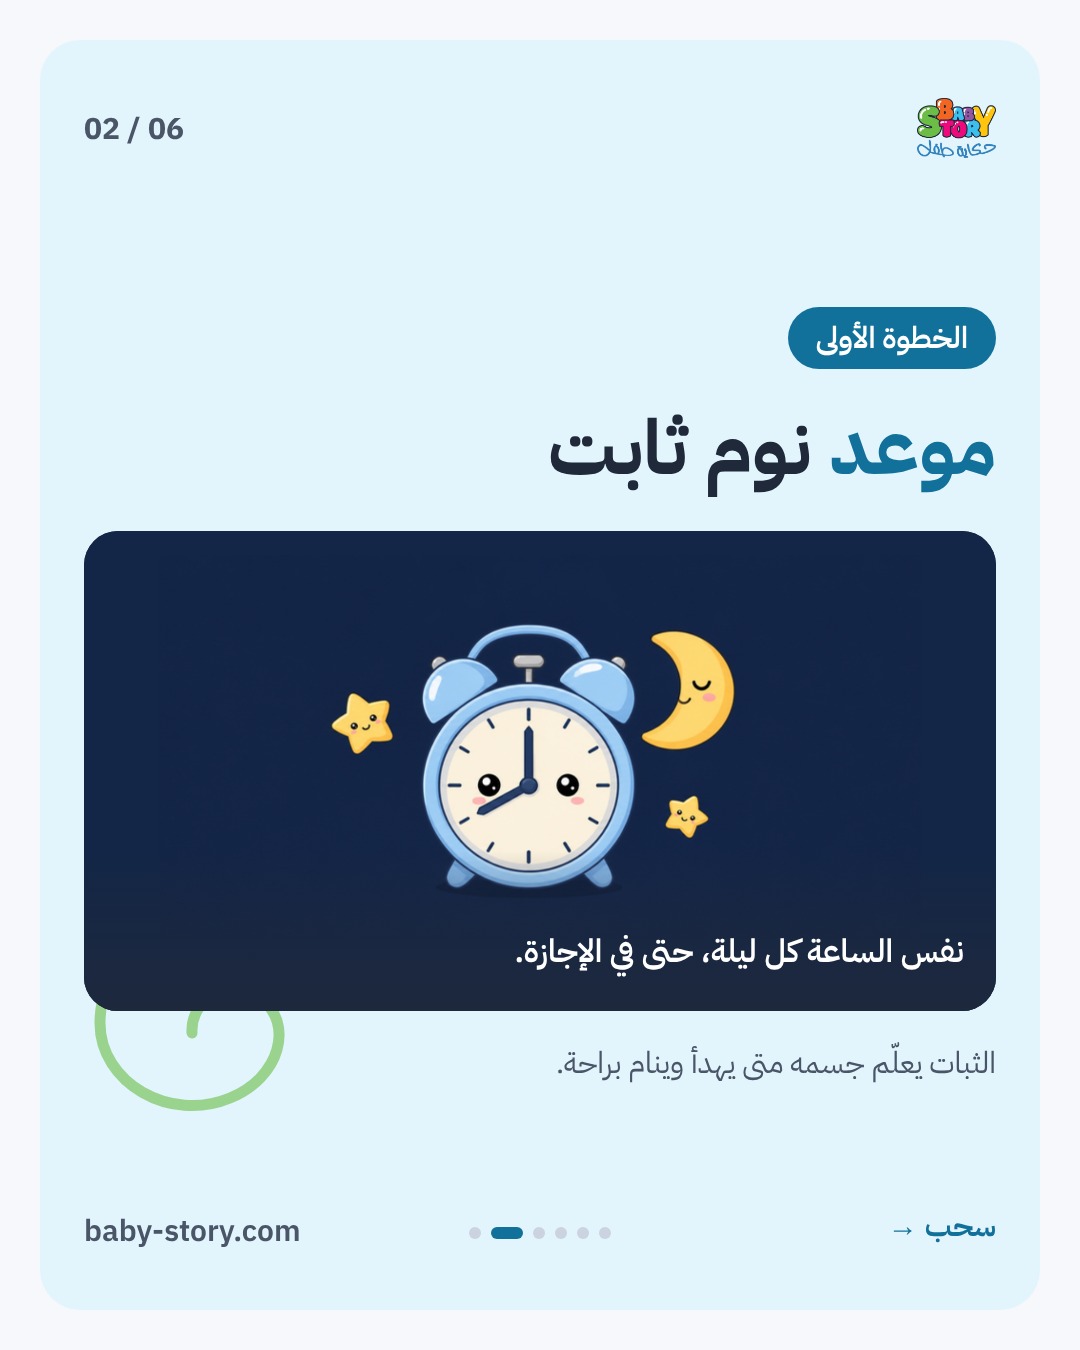 02 / 06
BABY STORY
حكاية طفل
الخطوة الأولى
موعد نوم ثابت
نفس الساعة كل ليلة، حتى في الإجازة.
الثبات يعلّم جسمه متى يهدأ وينام براحة.
baby-story.com
سحب →